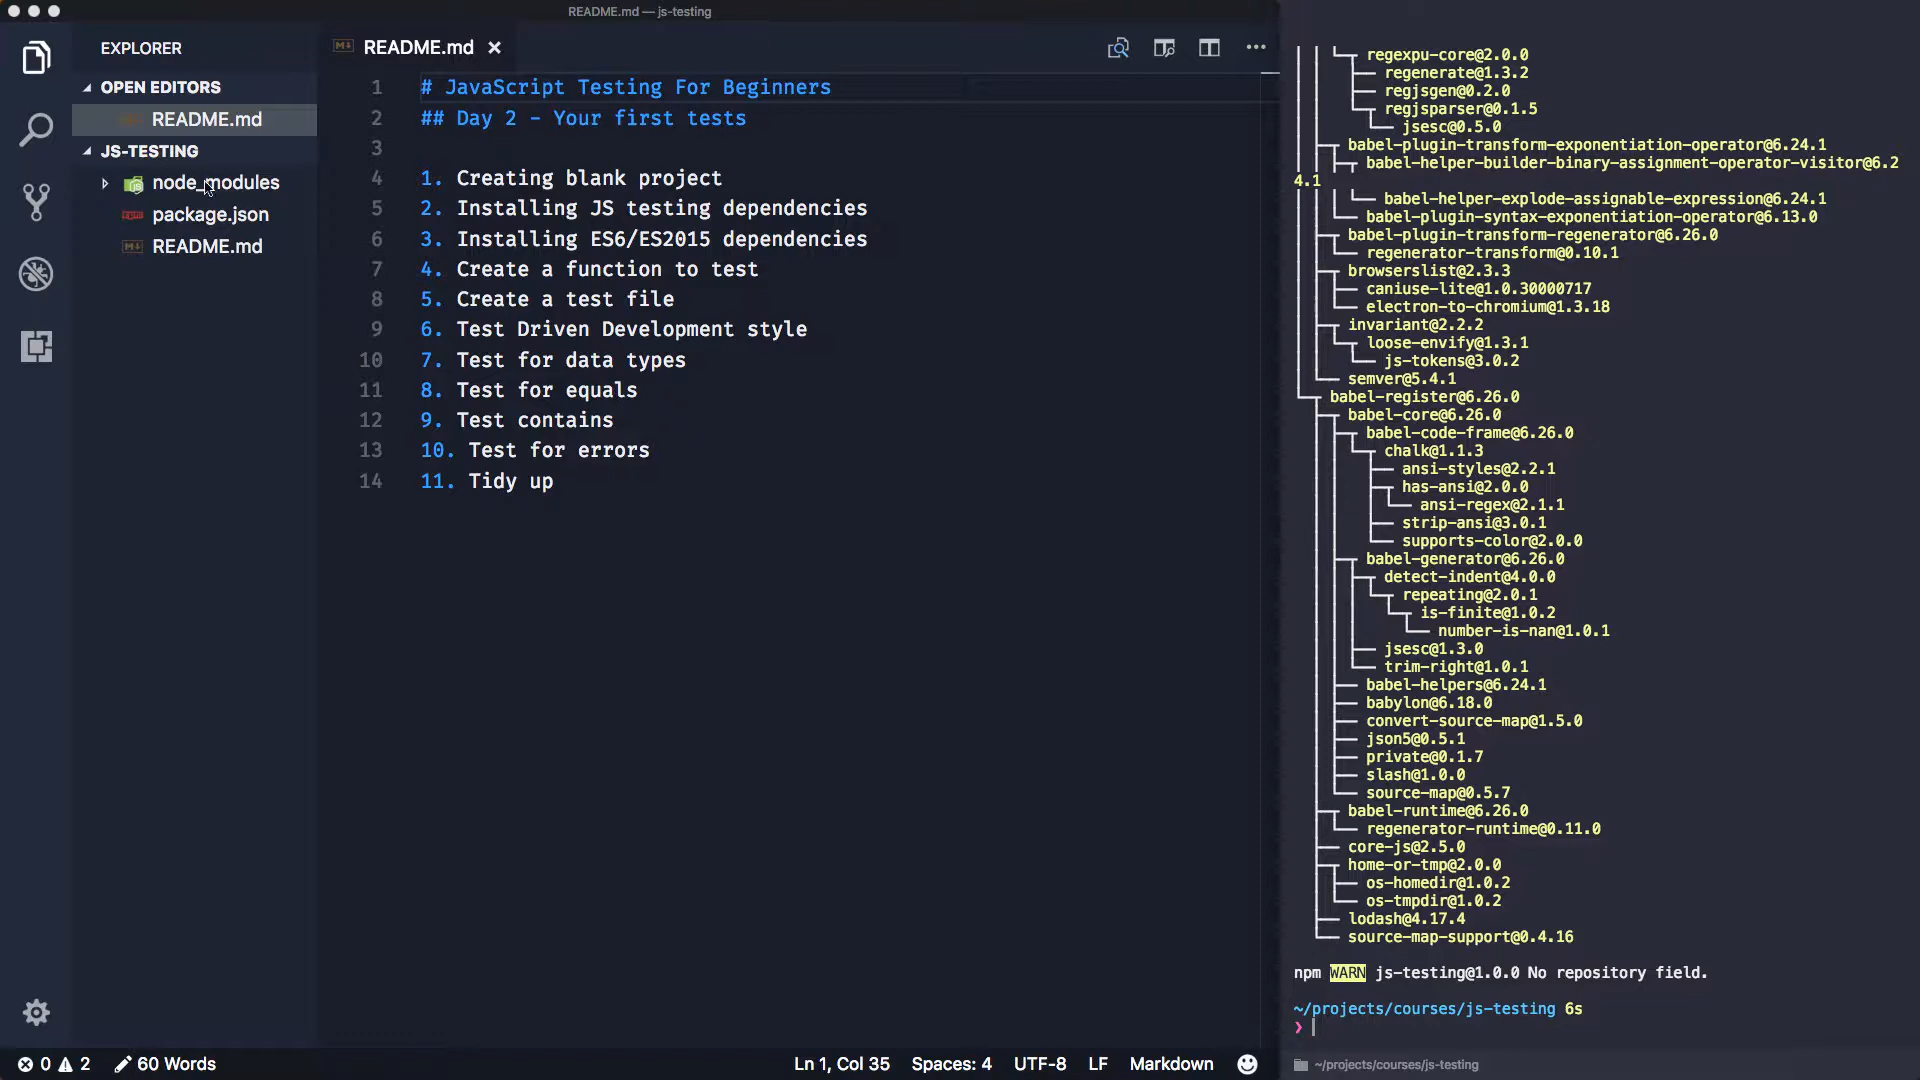 README.md — js-testing
EXPLORER
OPEN EDITORS
README.md
JS-TESTING
node_modules
package.json
README.md
README.md
1 # JavaScript Testing For Beginners
2 ## Day 2 - Your first tests
3
4 1. Creating blank project
5 2. Installing JS testing dependencies
6 3. Installing ES6/ES2015 dependencies
7 4. Create a function to test
8 5. Create a test file
9 6. Test Driven Development style
10 7. Test for data types
11 8. Test for equals
12 9. Test contains
13 10. Test for errors
14 11. Tidy up
regexpu-core@2.0.0
regenerate@1.3.2
regjsgen@0.2.0
regjsparser@0.1.5
jsesc@0.5.0
babel-plugin-transform-exponentiation-operator@6.24.1
babel-helper-builder-binary-assignment-operator-visitor@6.2
4.1
babel-helper-explode-assignable-expression@6.24.1
babel-plugin-syntax-exponentiation-operator@6.13.0
babel-plugin-transform-regenerator@6.26.0
regenerator-transform@0.10.1
browserslist@2.3.3
caniuse-lite@1.0.30000717
electron-to-chromium@1.3.18
invariant@2.2.2
loose-envify@1.3.1
js-tokens@3.0.2
semver@5.4.1
babel-register@6.26.0
babel-core@6.26.0
babel-code-frame@6.26.0
chalk@1.1.3
ansi-styles@2.2.1
has-ansi@2.0.0
ansi-regex@2.1.1
strip-ansi@3.0.1
supports-color@2.0.0
babel-generator@6.26.0
detect-indent@4.0.0
repeating@2.0.1
is-finite@1.0.2
number-is-nan@1.0.1
jsesc@1.3.0
trim-right@1.0.1
babel-helpers@6.24.1
babylon@6.18.0
convert-source-map@1.5.0
json5@0.5.1
private@0.1.7
slash@1.0.0
source-map@0.5.7
babel-runtime@6.26.0
regenerator-runtime@0.11.0
core-js@2.5.0
home-or-tmp@2.0.0
os-homedir@1.0.2
os-tmpdir@1.0.2
lodash@4.17.4
source-map-support@0.4.16
npm WARN js-testing@1.0.0 No repository field.
~/projects/courses/js-testing 6s
❯
0 2 60 Words Ln 1, Col 35 Spaces: 4 UTF-8 LF Markdown
~/projects/courses/js-testing